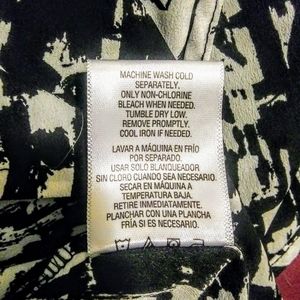 MACHINE WASH COLD
SEPARATELY.
ONLY NON-CHLORINE
BLEACH WHEN NEEDED.
TUMBLE DRY LOW.
REMOVE PROMPTLY.
COOL IRON IF NEEDED.
LAVAR A MÁQUINA EN FRÍO
POR SEPARADO.
USAR SOLO BLANQUEADOR
SIN CLORO CUANDO SEA NECESARIO.
SECAR EN MÁQUINA A
TEMPERATURA BAJA.
RETIRE INMEDIATAMENTE.
PLANCHAR CON UNA PLANCHA
FRÍA SI ES NECESARIO.